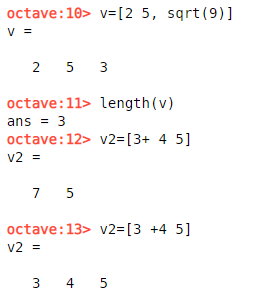 octave:10> v=[2 5, sqrt(9)]
v =
2 5 3
octave:11> length(v)
ans = 3
octave:12> v2=[3+ 4 5]
v2 =
7 5
octave:13> v2=[3 +4 5]
v2 =
3 4 5